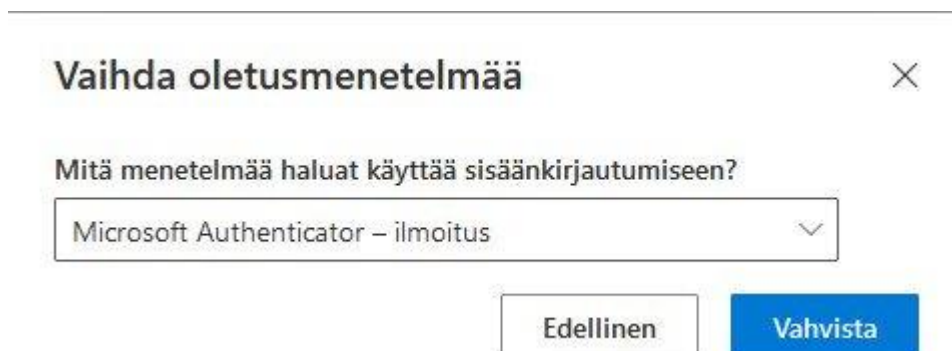 Vaihda oletusmenetelmää
Mitä menetelmää haluat käyttää sisäänkirjautumiseen?
Microsoft Authenticator – ilmoitus
Edellinen Vahvista